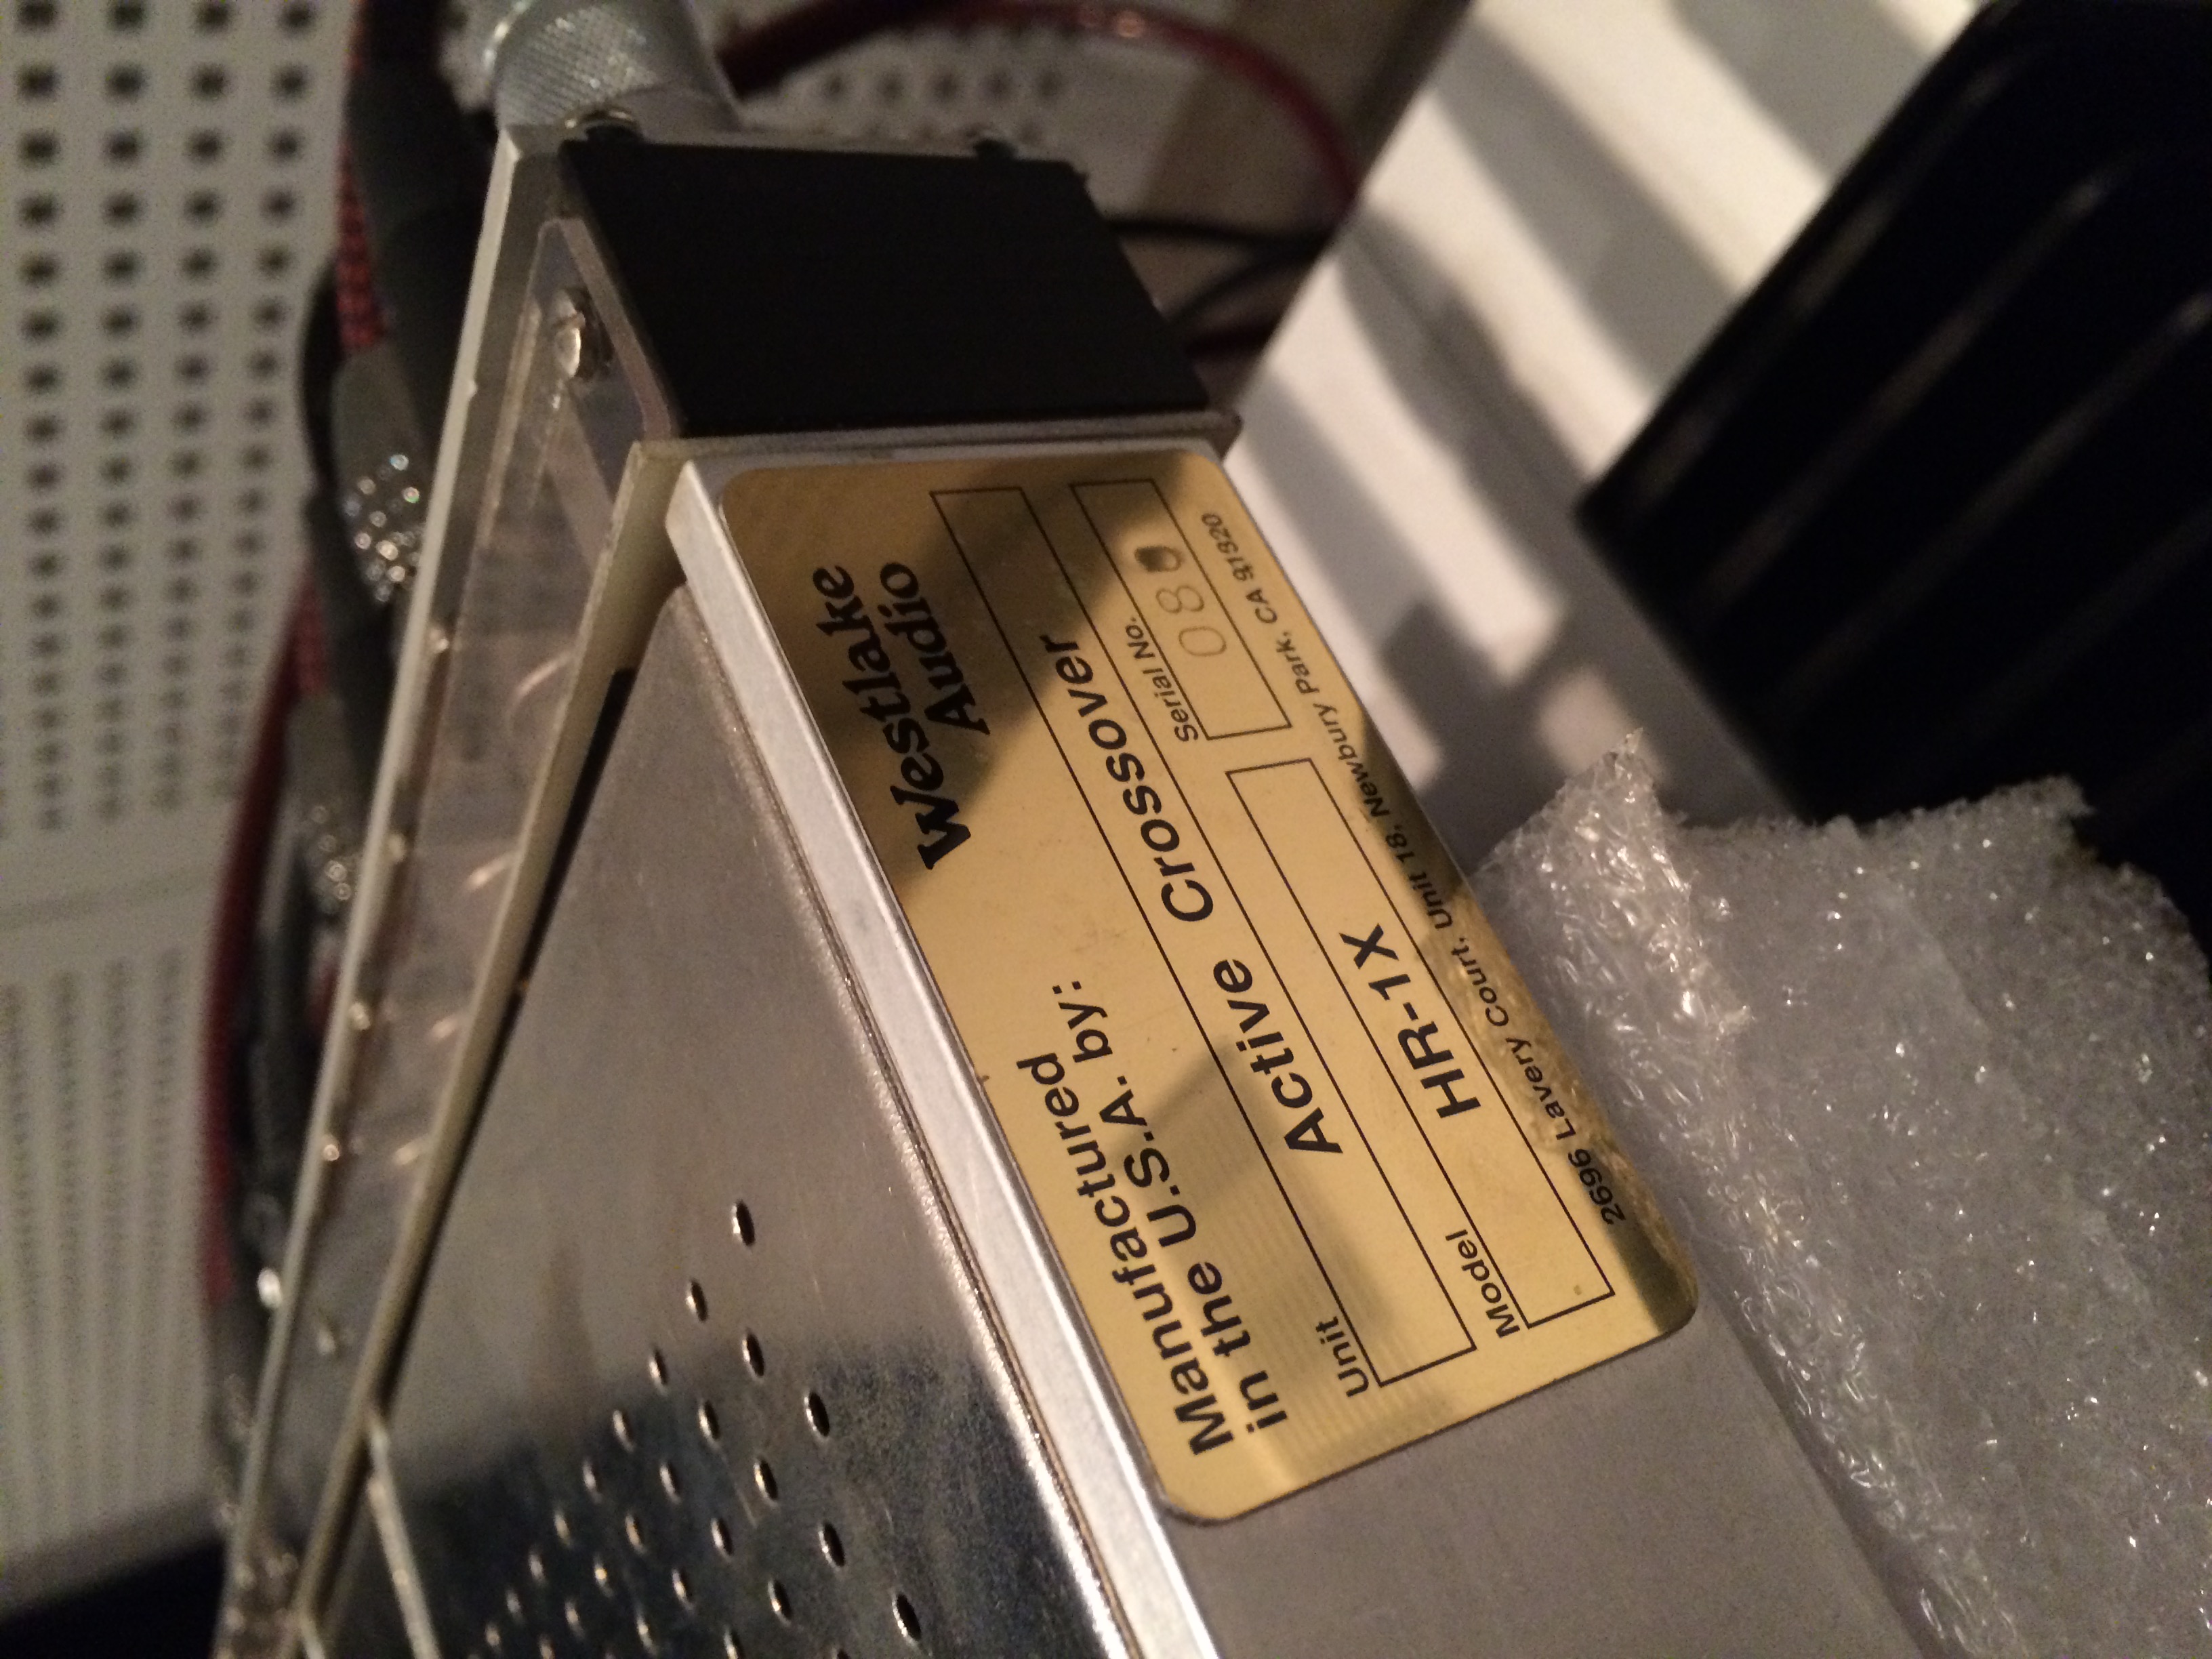 Manufactured
in the U.S.A. by:
Westlake
Audio
Unit
Active Crossover
Model
HR-1X
Serial No.
08
2696 Lavery Court, Unit 18, Newbury Park, CA 91320